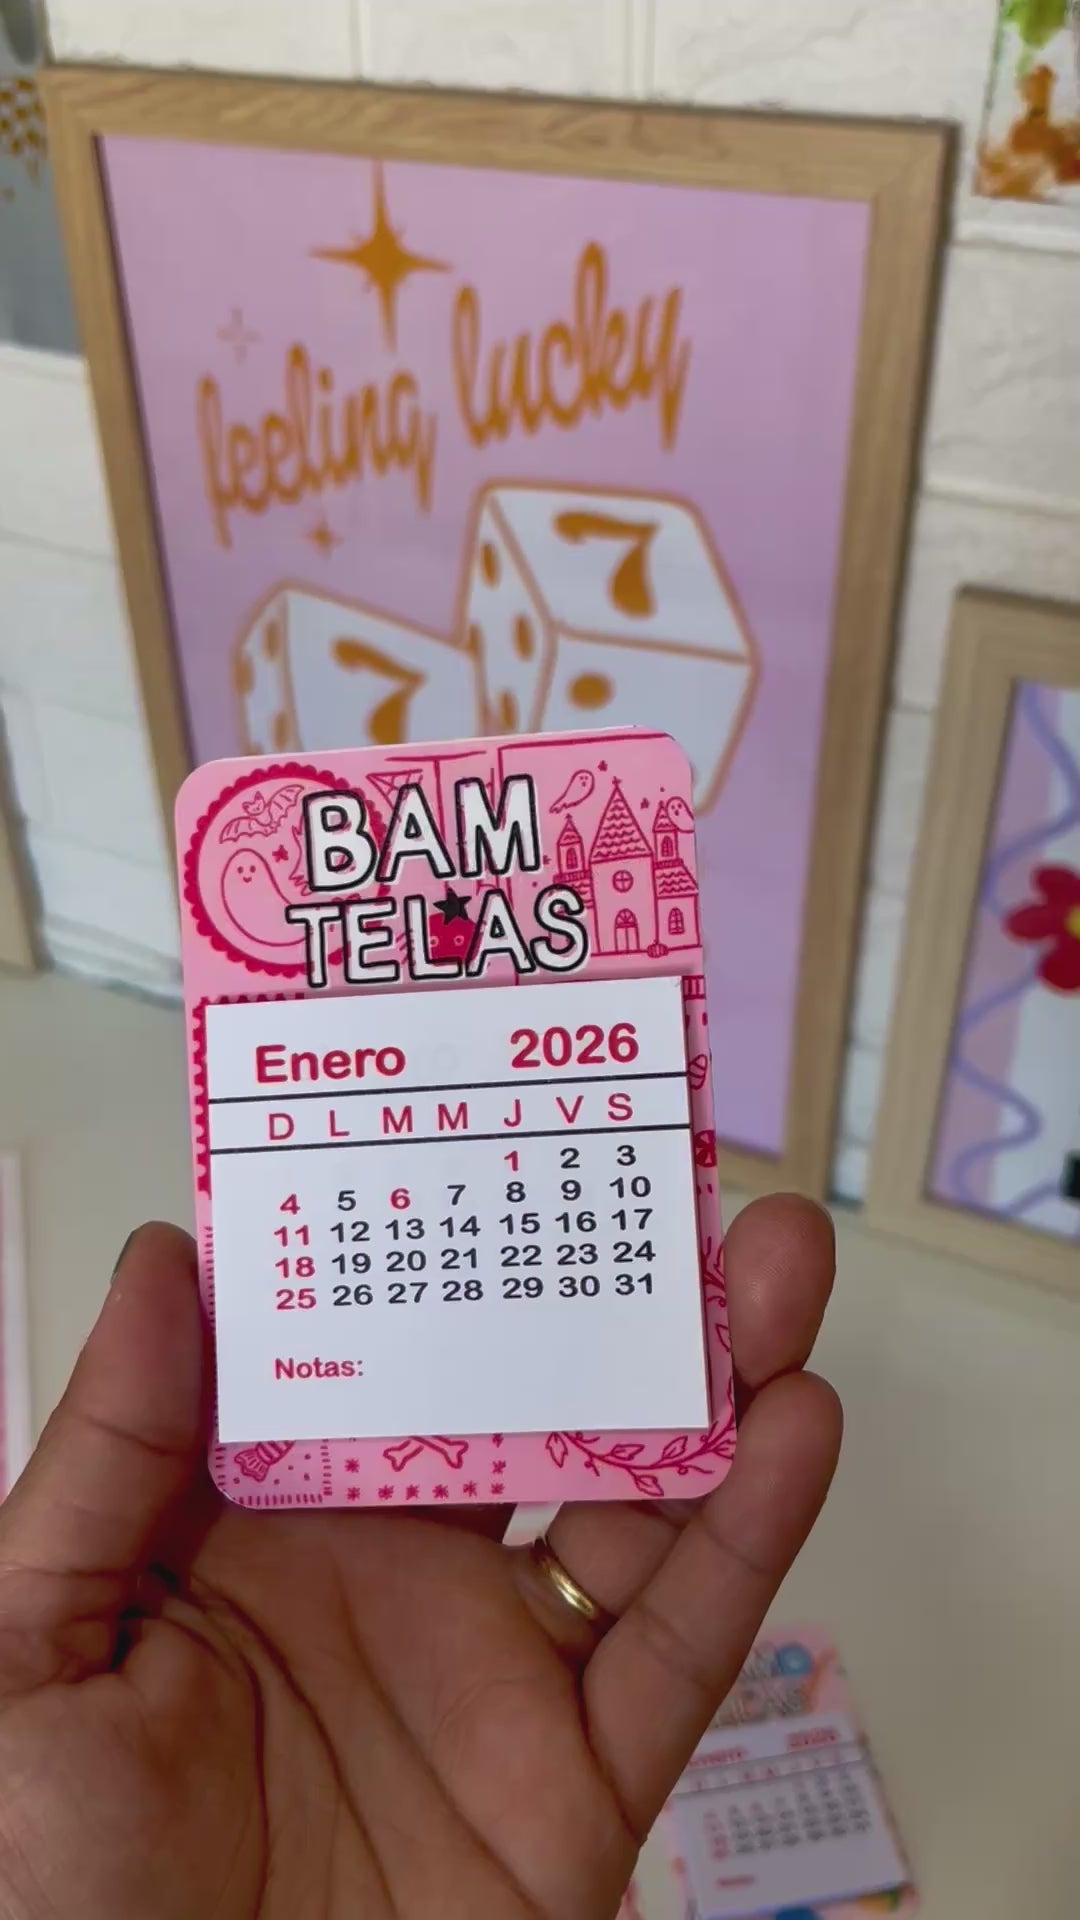 feeling lucky
7
7
BAM
TELAS
Enero 2026
D L M M J V S
1 2 3
4 5 6 7 8 9 10
11 12 13 14 15 16 17
18 19 20 21 22 23 24
25 26 27 28 29 30 31
Notas: